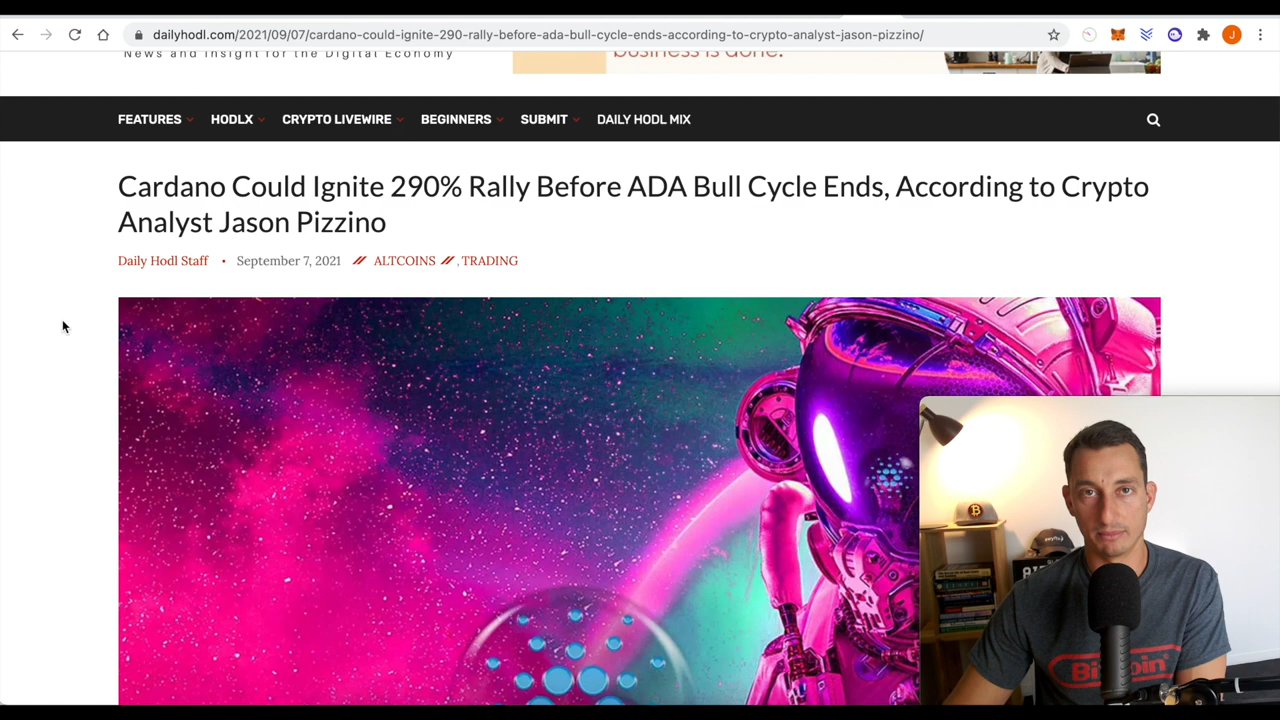 dailyhodl.com/2021/09/07/cardano-could-ignite-290-rally-before-ada-bull-cycle-ends-according-to-crypto-analyst-jason-pizzino/
J
News and Insight for the Digital Economy
business is done.
FEATURES HODLX CRYPTO LIVEWIRE BEGINNERS SUBMIT DAILY HODL MIX
Cardano Could Ignite 290% Rally Before ADA Bull Cycle Ends, According to Crypto
Analyst Jason Pizzino
Daily Hodl Staff • September 7, 2021 // ALTCOINS // , TRADING